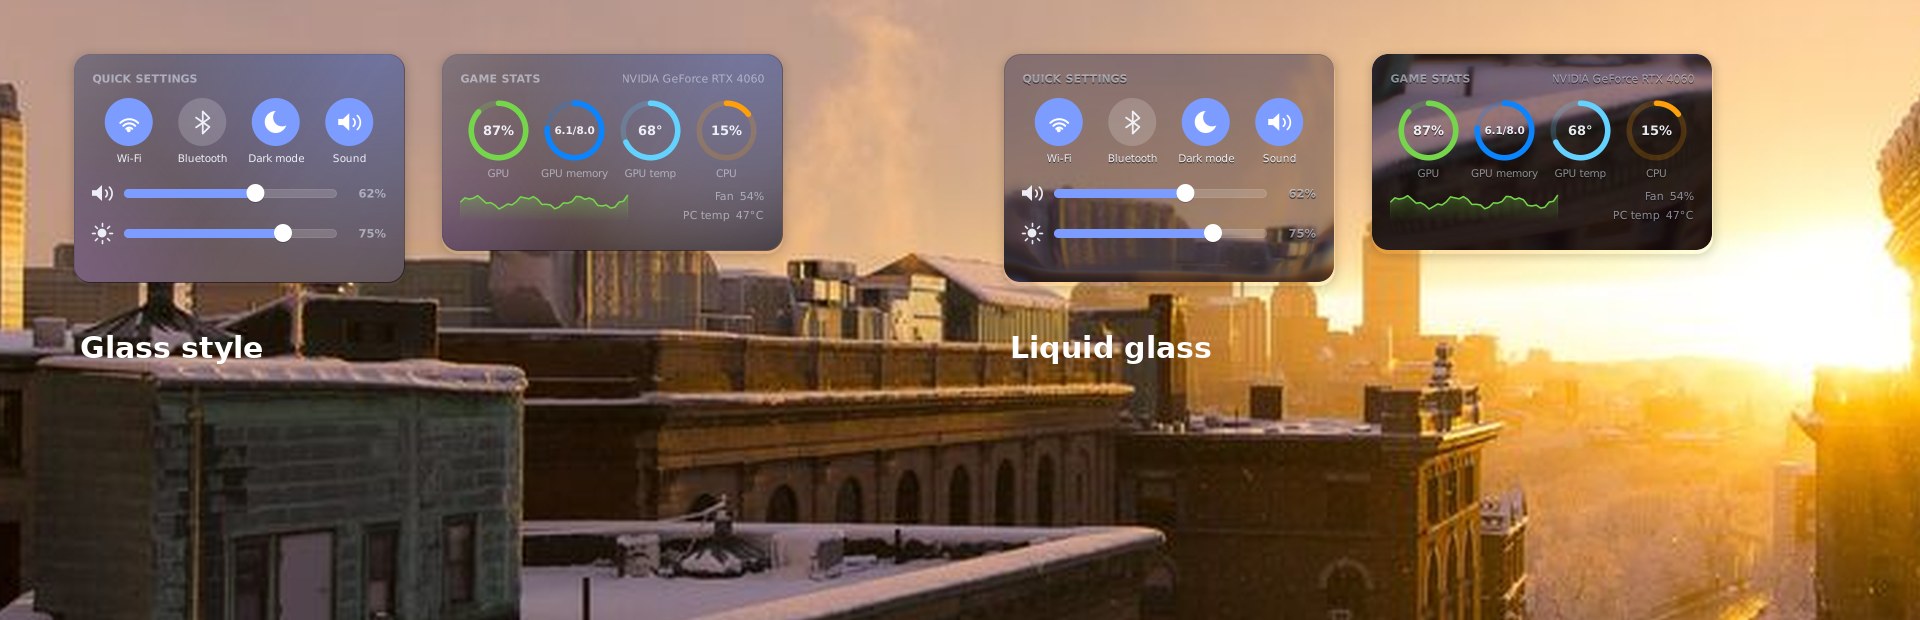 QUICK SETTINGS
Wi-Fi Bluetooth Dark mode Sound
62%
75%
GAME STATS NVIDIA GeForce RTX 4060
87% 6.1/8.0 68° 15%
GPU GPU memory GPU temp CPU
Fan 54%
PC temp 47°C
Glass style
QUICK SETTINGS
Wi-Fi Bluetooth Dark mode Sound
62%
75%
GAME STATS NVIDIA GeForce RTX 4060
87% 6.1/8.0 68° 15%
GPU GPU memory GPU temp CPU
Fan 54%
PC temp 47°C
Liquid glass